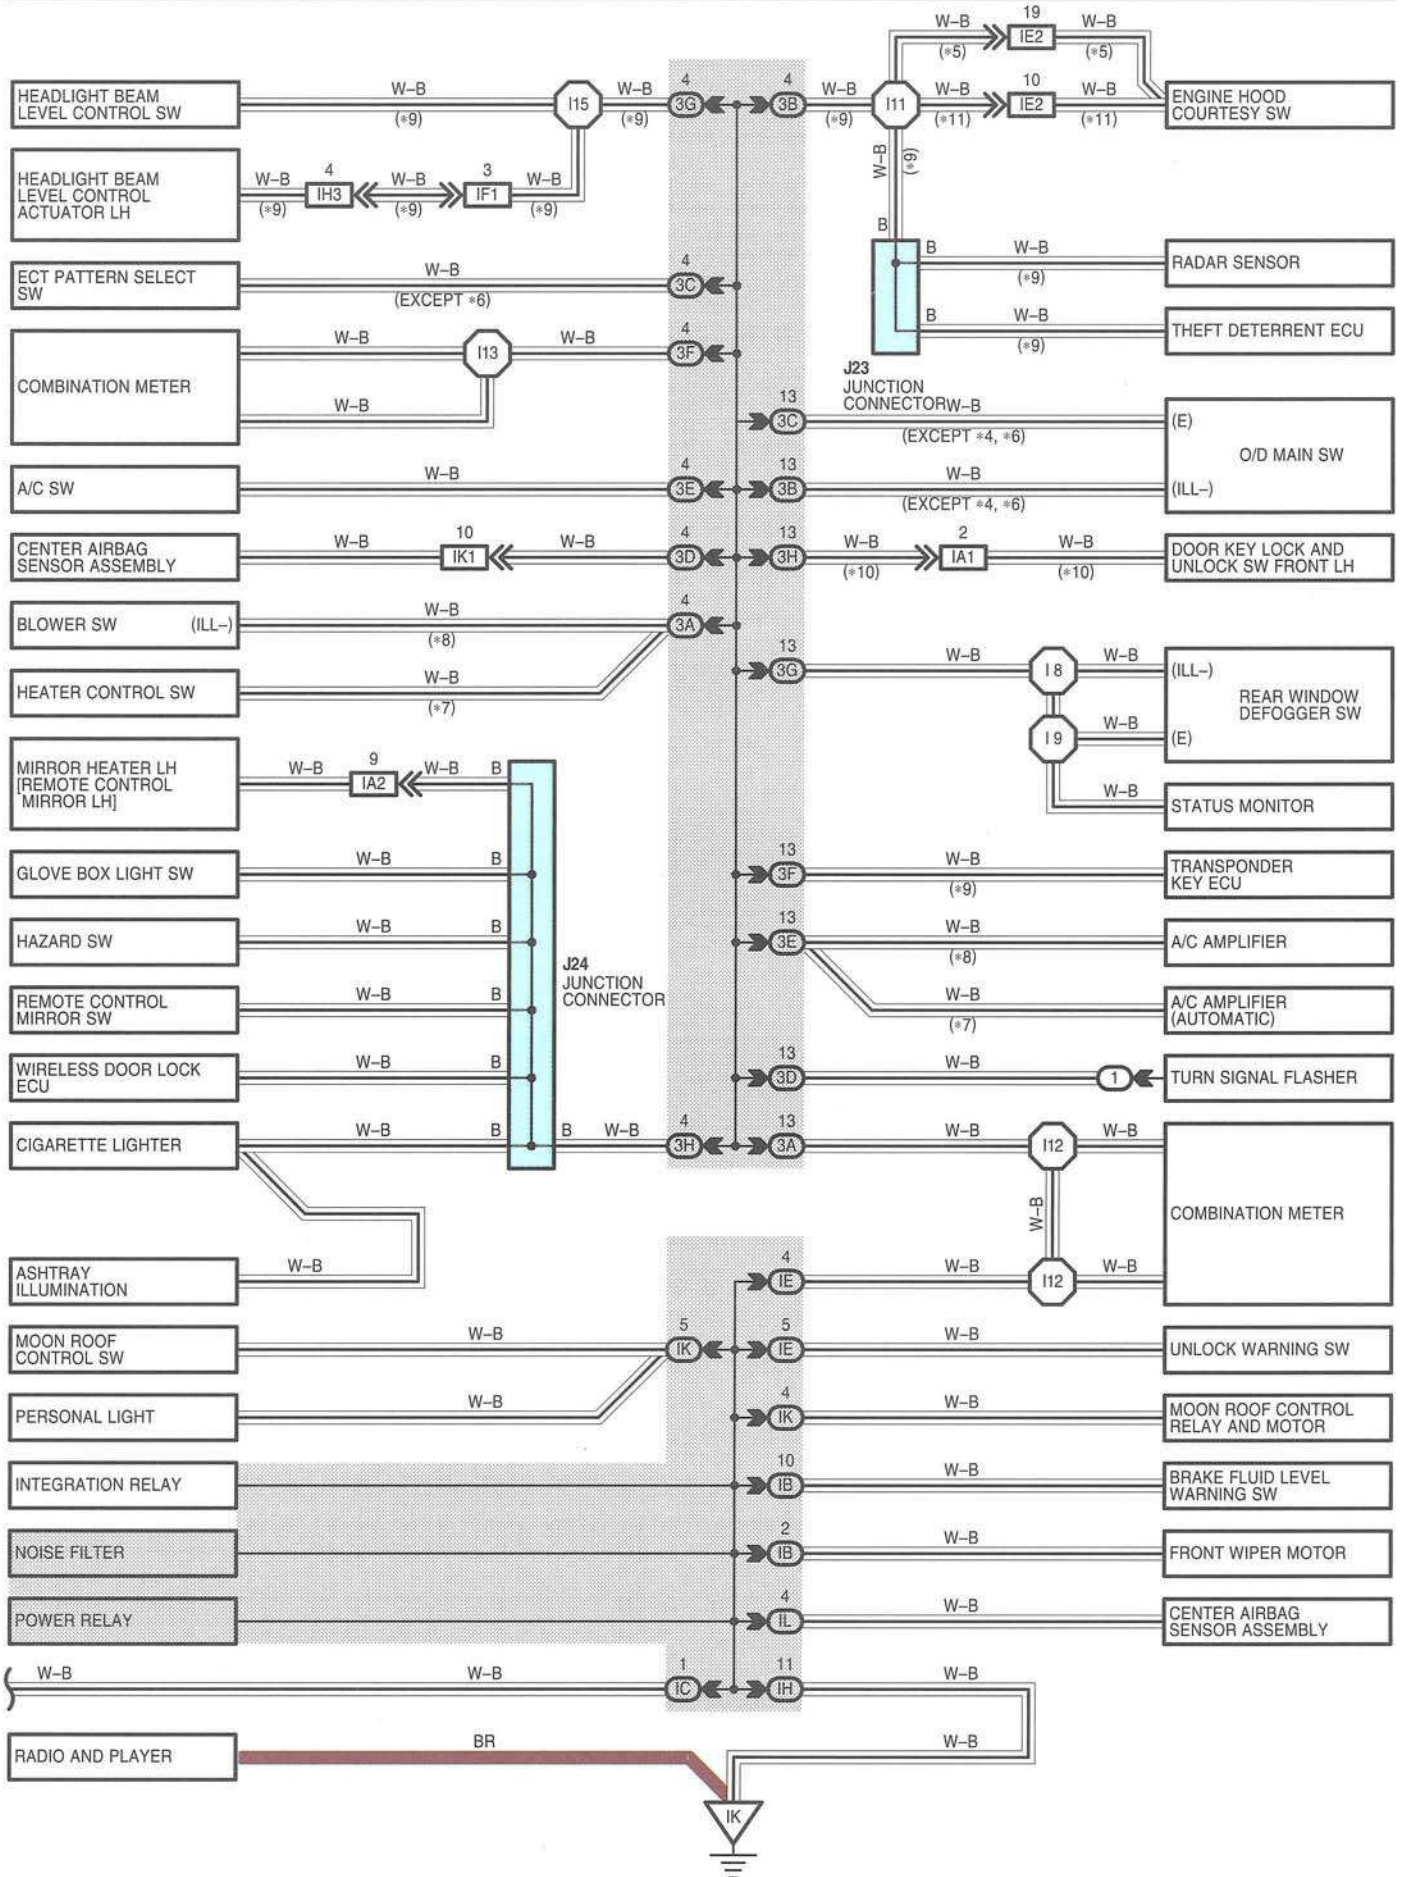 19
W–B
W–B
IE2
(*5)
(*5)
HEADLIGHT BEAM
LEVEL CONTROL SW
W–B
(*9)
I15
W–B
(*9)
4
3G
4
3B
W–B
(*9)
I11
W–B
(*11)
10
IE2
W–B
(*11)
ENGINE HOOD
COURTESY SW
HEADLIGHT BEAM
LEVEL CONTROL
ACTUATOR LH
W–B
(*9)
4
IH3
W–B
(*9)
3
IF1
W–B
(*9)
W–B
(*9)
B
B
W–B
(*9)
RADAR SENSOR
B
W–B
(*9)
THEFT DETERRENT ECU
J23
JUNCTION
CONNECTOR
ECT PATTERN SELECT
SW
W–B
(EXCEPT *6)
4
3C
COMBINATION METER
W–B
I13
W–B
4
3F
W–B
13
3C
W–B
(EXCEPT *4, *6)
(E)
O/D MAIN SW
A/C SW
W–B
4
3E
13
3B
W–B
(EXCEPT *4, *6)
(ILL–)
CENTER AIRBAG
SENSOR ASSEMBLY
W–B
10
IK1
W–B
4
3D
13
3H
W–B
(*10)
2
IA1
W–B
(*10)
DOOR KEY LOCK AND
UNLOCK SW FRONT LH
BLOWER SW
(ILL–)
W–B
(*8)
4
3A
HEATER CONTROL SW
W–B
(*7)
13
3G
W–B
I 8
W–B
(ILL–)
REAR WINDOW
DEFOGGER SW
I 9
W–B
(E)
W–B
STATUS MONITOR
MIRROR HEATER LH
[REMOTE CONTROL
MIRROR LH]
W–B
9
IA2
W–B
B
GLOVE BOX LIGHT SW
W–B
B
13
3F
W–B
(*9)
TRANSPONDER
KEY ECU
HAZARD SW
W–B
B
13
3E
W–B
(*8)
A/C AMPLIFIER
J24
JUNCTION
CONNECTOR
REMOTE CONTROL
MIRROR SW
W–B
B
W–B
(*7)
A/C AMPLIFIER
(AUTOMATIC)
WIRELESS DOOR LOCK
ECU
W–B
B
13
3D
W–B
1
TURN SIGNAL FLASHER
CIGARETTE LIGHTER
W–B
B
B
W–B
4
3H
13
3A
W–B
I12
W–B
W–B
COMBINATION METER
ASHTRAY
ILLUMINATION
W–B
4
IE
W–B
I12
W–B
MOON ROOF
CONTROL SW
W–B
5
IK
5
IE
W–B
UNLOCK WARNING SW
PERSONAL LIGHT
W–B
4
IK
W–B
MOON ROOF CONTROL
RELAY AND MOTOR
INTEGRATION RELAY
10
IB
W–B
BRAKE FLUID LEVEL
WARNING SW
NOISE FILTER
2
IB
W–B
FRONT WIPER MOTOR
POWER RELAY
4
IL
W–B
CENTER AIRBAG
SENSOR ASSEMBLY
W–B
W–B
1
IC
11
IH
W–B
RADIO AND PLAYER
BR
W–B
IK